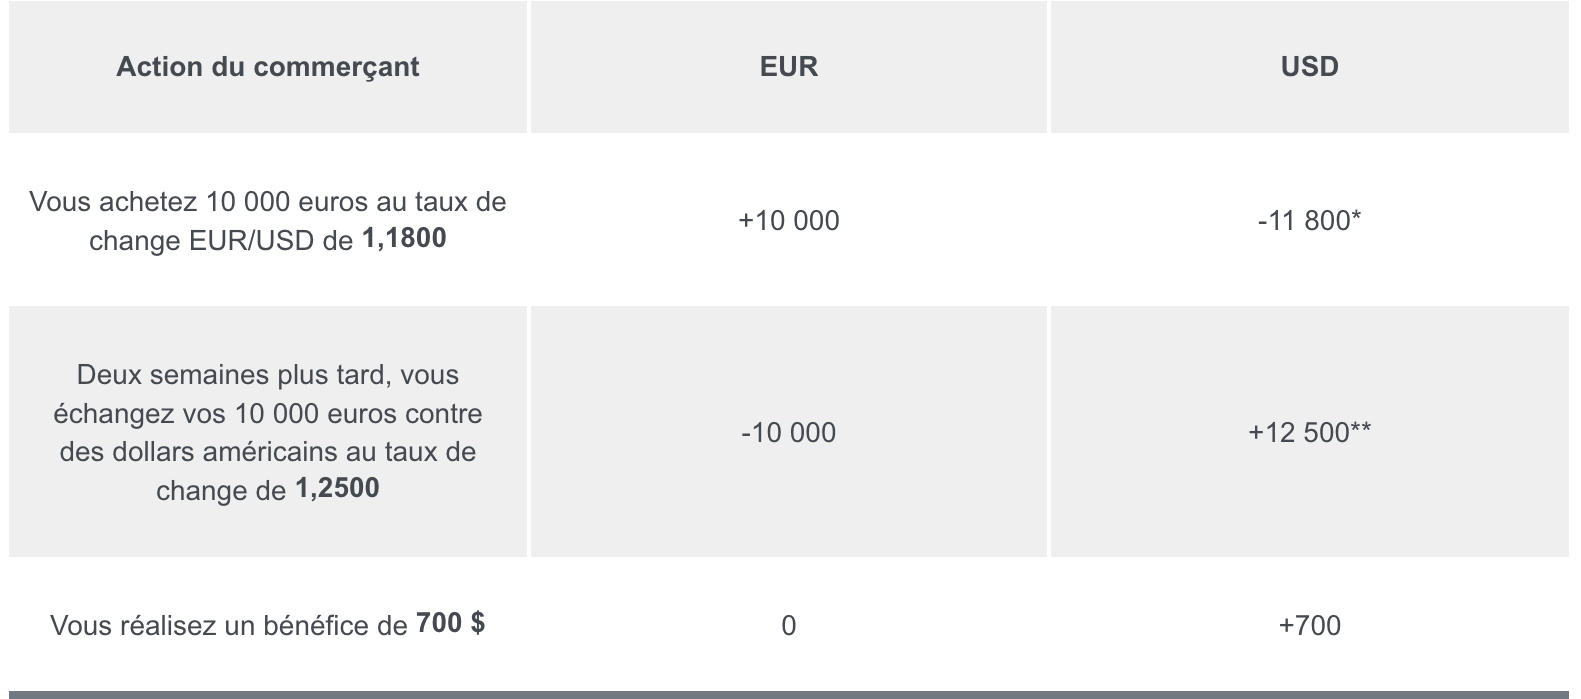 Action du commerçant
EUR
USD
Vous achetez 10 000 euros au taux de
change EUR/USD de 1,1800
+10 000
-11 800*
Deux semaines plus tard, vous
échangez vos 10 000 euros contre
des dollars américains au taux de
change de 1,2500
-10 000
+12 500**
Vous réalisez un bénéfice de 700 $
0
+700